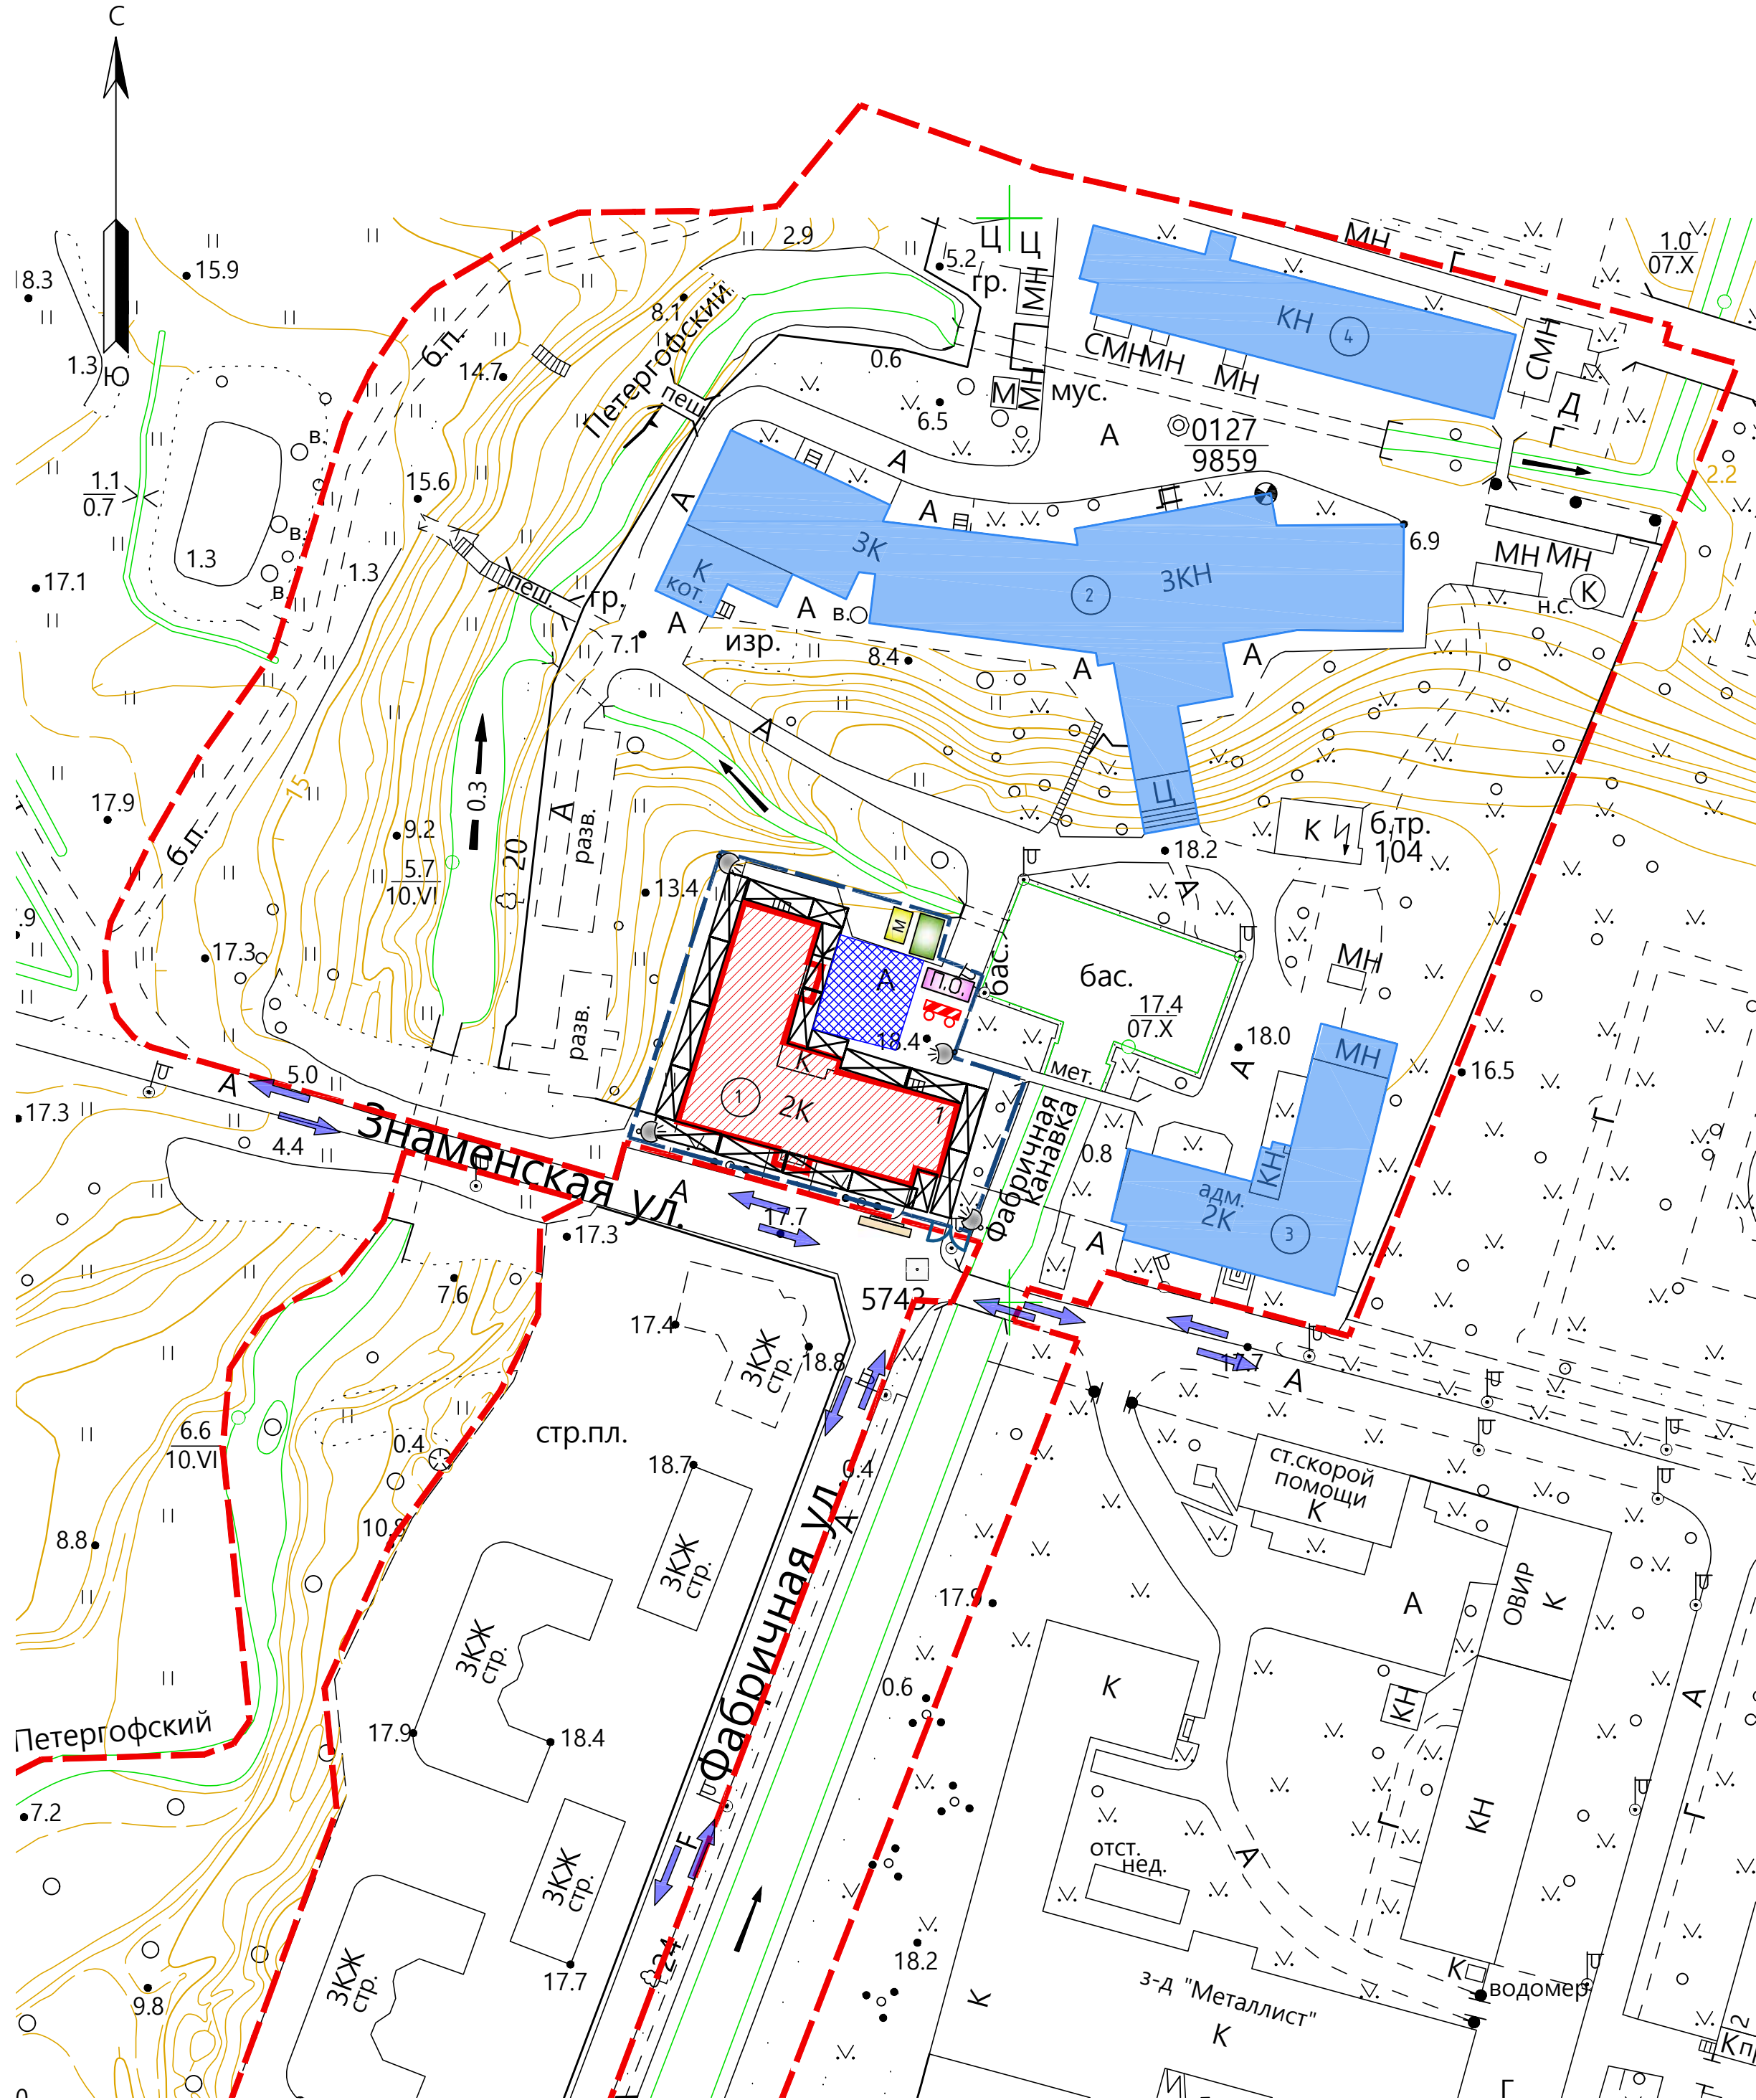 С
2.9
5.2
Ц Ц
гр.
МН
МН
Г
1.0
07.X
15.9
8.3
8.1
Петергофский
КН
4
СМН
МН
МН
СМН
Д
Г
б.п.
1.3
Ю
14.7
0.6
пеш.
М
МН
мус.
6.5
А
0127
9859
2.2
в.
15.6
1.1
0.7
А
А
А
Ц
6.9
3К
2
3КН
К
кот.
МН МН
К
н.с.
в.
1.3
1.3
в.
17.1
пеш.
гр.
7.1
А
изр.
А
в.
8.4
А
А
А
15
0.3
17.9
б.п.
9.2
5.7
10.VI
20
А
разв.
Ц
К
б.тр.
104
18.2
А
13.4
М
.9
17.3
А
П.О.
бас.
бас.
17.4
07.X
МН
18.0
А
18.4
разв.
К
1
2К
1
мет.
МН
16.5
Г
5.0
А
17.3
4.4
Знаменская ул.
А
17.7
Фабричная
канавка
0.8
КН
адм.
2К
3
А
17.3
7.6
5743
17.4
3КЖ
стр.
18.8
17.7
А
6.6
10.VI
0.4
стр.пл.
18.7
0.4
А
ст.скорой
помощи
К
10.8
8.8
3КЖ
стр.
Фабричная ул.
17.9
А
ОВИР
К
3КЖ
стр.
К
0.6
КН
А
Петергофский
17.9
18.4
7.2
Г
КН
Г
F
отст.
нед.
А
3КЖ
стр.
3КЖ
стр.
24
17.7
18.2
9.8
К
з-д "Металлист"
К
К
водомер
2
Г